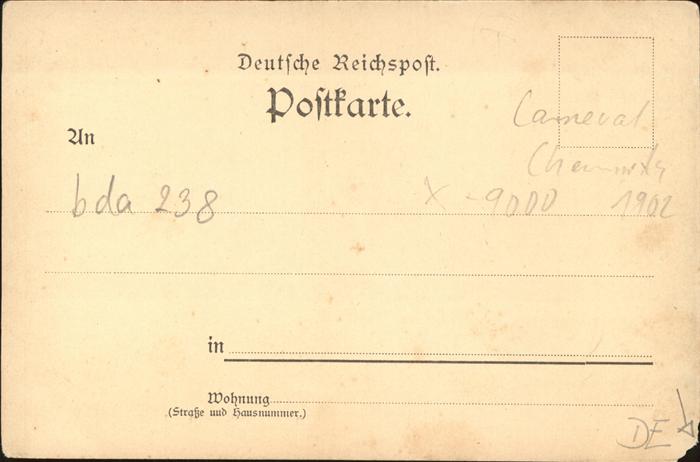 Deutsche Reichspost.
Postkarte.
Carneval
Chemnitz
An
bda 238 X -9000 1902
in
Wohnung
(Straße und Hausnummer.)
DE